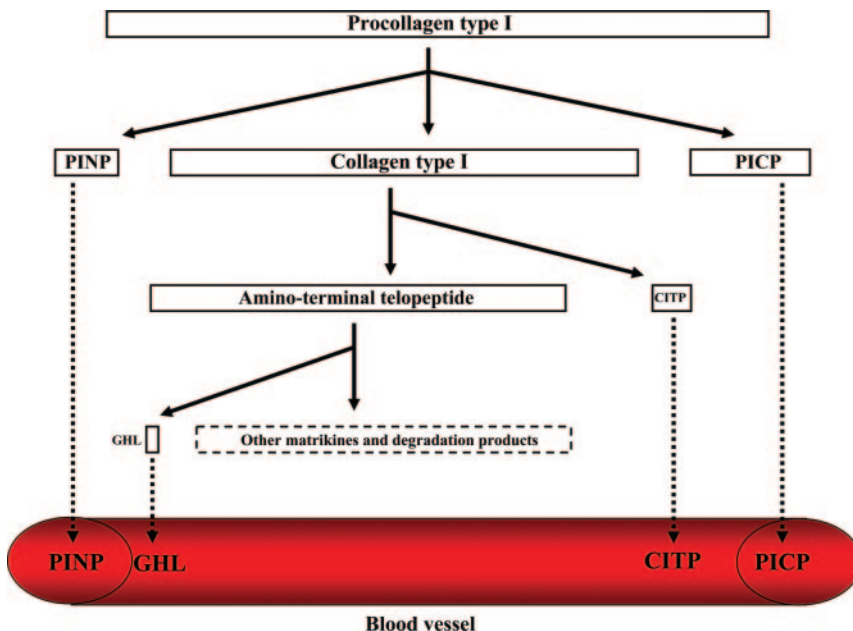 Procollagen type I
PINP
Collagen type I
PICP
Amino-terminal telopeptide
CITP
GHL
Other matrikines and degradation products
PINP
GHL
CITP
PICP
Blood vessel